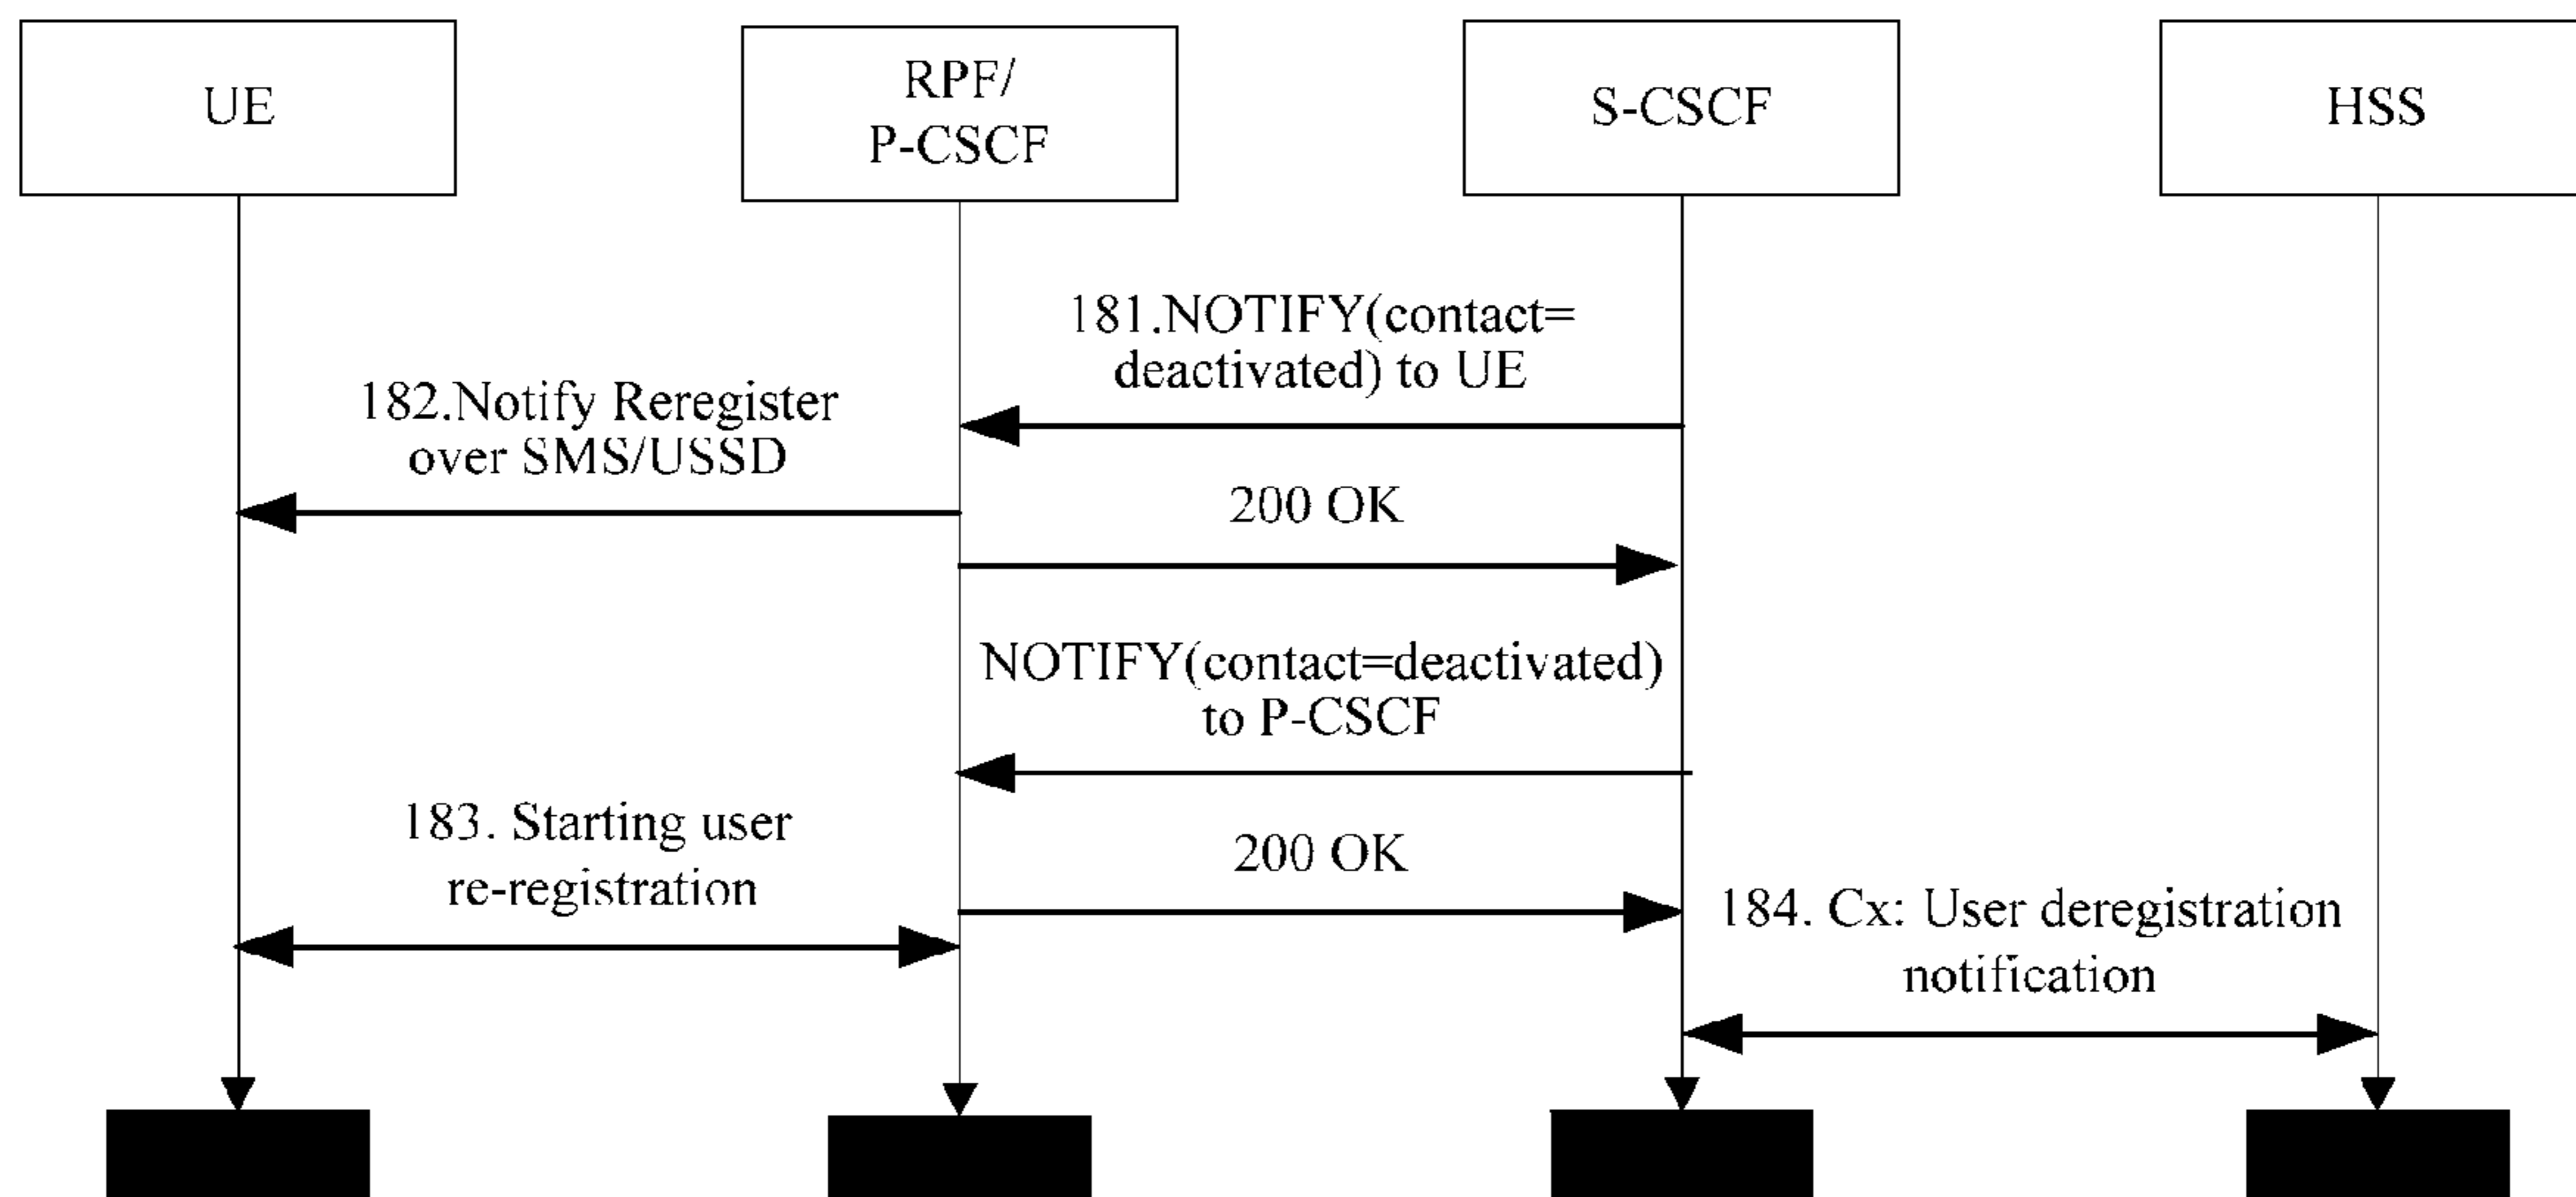 UE
RPF/
P-CSCF
S-CSCF
HSS
181.NOTIFY(contact=
deactivated) to UE
182.Notify Reregister
over SMS/USSD
200 OK
NOTIFY(contact=deactivated)
to P-CSCF
183. Starting user
re-registration
200 OK
184. Cx: User deregistration
notification